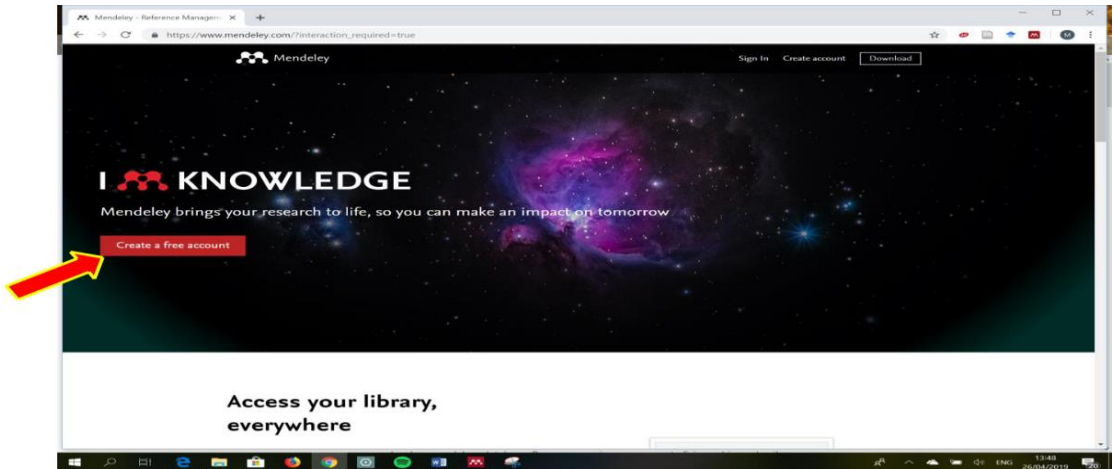 Mendeley - Reference Managem
https://www.mendeley.com/?interaction_required=true
M
Mendeley
Sign In Create account Download
I KNOWLEDGE
Mendeley brings your research to life, so you can make an impact on tomorrow
Create a free account
Access your library,
everywhere
ENG
13:48
26/04/2019
20